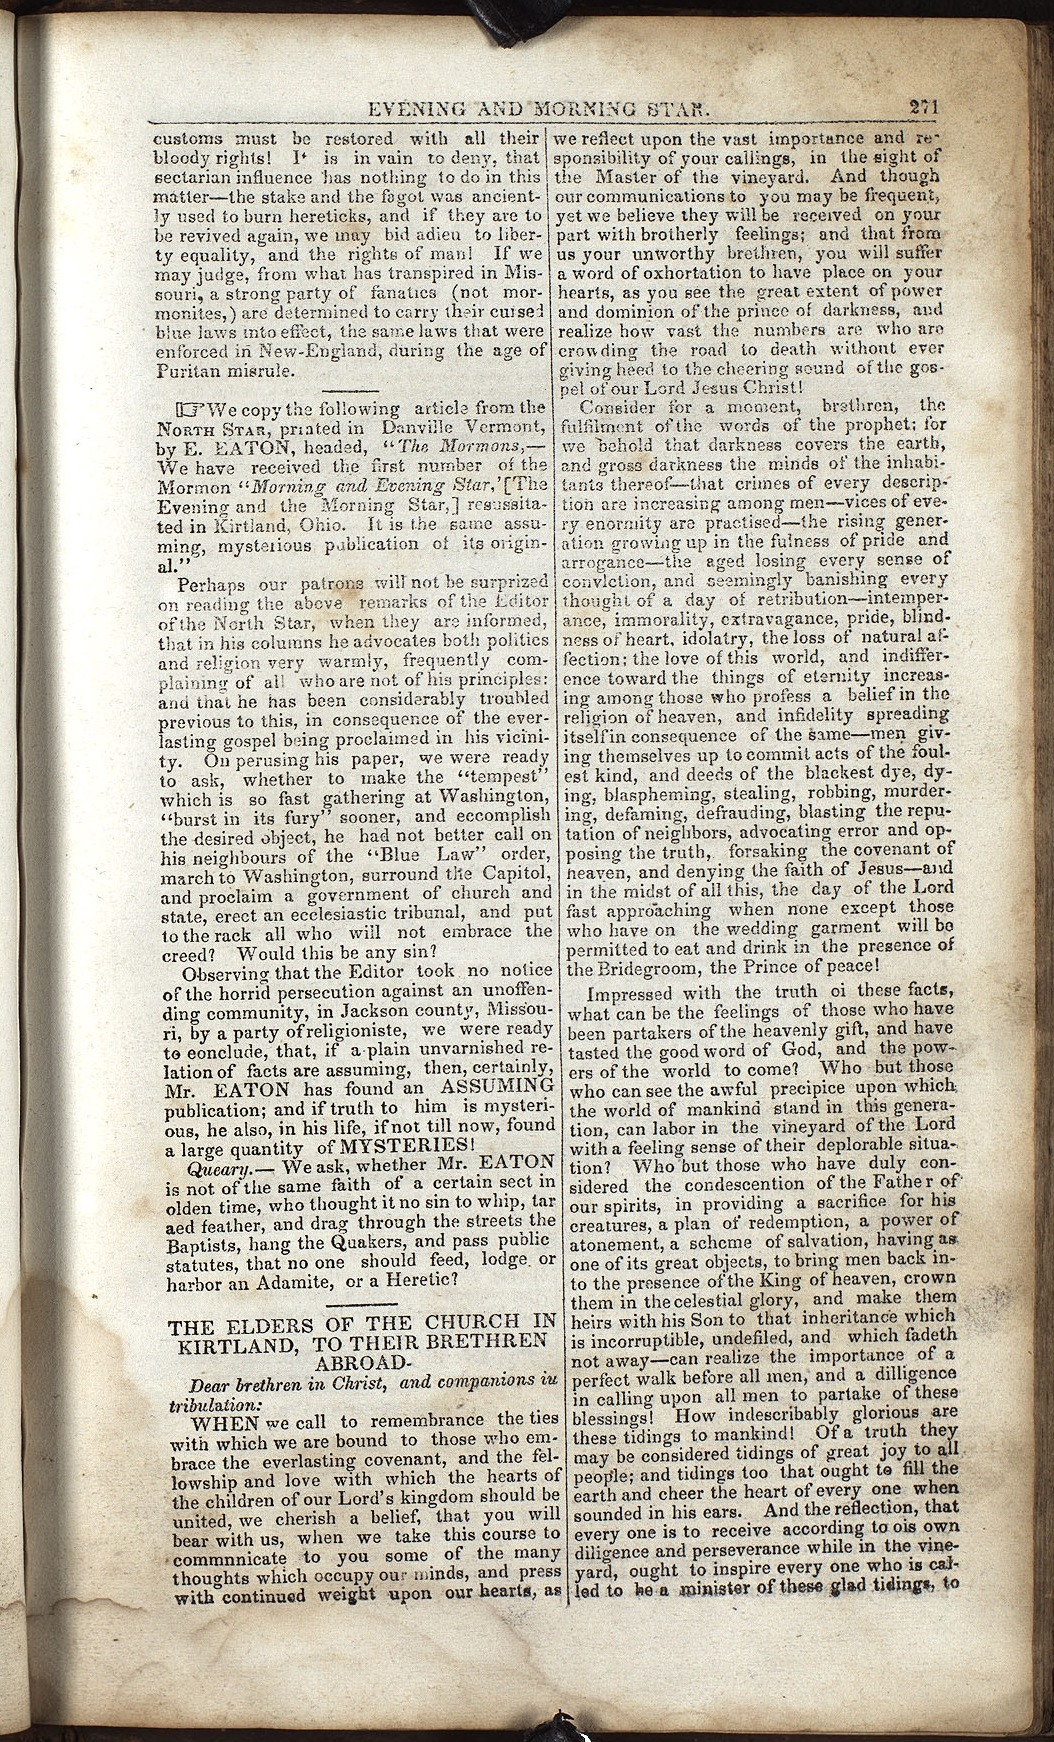 EVENING AND MORNING STAR. 271
customs must be restored with all their
bloody rights! It is in vain to deny, that
sectarian influence has nothing to do in this
matter—the stake and the fagot was ancient-
ly used to burn hereticks, and if they are to
be revived again, we may bid adieu to liber-
ty equality, and the rights of man! If we
may judge, from what has transpired in Mis-
souri, a strong party of fanatics (not mor-
monites,) are determined to carry their cursed
blue laws into effect, the same laws that were
enforced in New-England, during the age of
Puritan misrule.
☞We copy the following article from the
NORTH STAR, printed in Danville Vermont,
by E. EATON, headed, "The Mormons,—
We have received the first number of the
Mormon "Morning and Evening Star,'[The
Evening and the Morning Star,] resussita-
ted in Kirtland, Ohio. It is the same assu-
ming, mysterious publication of its origin-
al."
Perhaps our patrons will not be surprized
on reading the above remarks of the Editor
of the North Star, when they are informed,
that in his columns he advocates both politics
and religion very warmly, frequently com-
plaining of all who are not of his principles:
and that he has been considerably troubled
previous to this, in consequence of the ever-
lasting gospel being proclaimed in his vicini-
ty. On perusing his paper, we were ready
to ask, whether to make the "tempest"
which is so fast gathering at Washington,
"burst in its fury" sooner, and eccomplish
the desired object, he had not better call on
his neighbours of the "Blue Law" order,
march to Washington, surround the Capitol,
and proclaim a government of church and
state, erect an ecclesiastic tribunal, and put
to the rack all who will not embrace the
creed? Would this be any sin?
Observing that the Editor took no notice
of the horrid persecution against an unoffen-
ding community, in Jackson county, Missou-
ri, by a party of religioniste, we were ready
to eonclude, that, if a plain unvarnished re-
lation of facts are assuming, then, certainly,
Mr. EATON has found an ASSUMING
publication; and if truth to him is mysteri-
ous, he also, in his life, if not till now, found
a large quantity of MYSTERIES!
Queary.— We ask, whether Mr. EATON
is not of the same faith of a certain sect in
olden time, who thought it no sin to whip, tar
aed feather, and drag through the streets the
Baptists, hang the Quakers, and pass public
statutes, that no one should feed, lodge or
harbor an Adamite, or a Heretic?
THE ELDERS OF THE CHURCH IN
KIRTLAND, TO THEIR BRETHREN
ABROAD-
Dear brethren in Christ, and companions iu
tribulation:
WHEN we call to remembrance the ties
with which we are bound to those who em-
brace the everlasting covenant, and the fel-
lowship and love with which the hearts of
the children of our Lord's kingdom should be
united, we cherish a belief, that you will
bear with us, when we take this course to
commnnicate to you some of the many
thoughts which occupy our minds, and press
with continued weight upon our hearts, as
we reflect upon the vast importance and re-
sponsibility of your callings, in the sight of
the Master of the vineyard. And though
our communications to you may be frequent,
yet we believe they will be received on your
part with brotherly feelings; and that from
us your unworthy brethren, you will suffer
a word of oxhortation to have place on your
hearts, as you see the great extent of power
and dominion of the prince of darkness, and
realize how vast the numbers are who are
crowding the road to death without ever
giving heed to the cheering sound of the gos-
pel of our Lord Jesus Christ!
Consider for a moment, brethren, the
fulfilment of the words of the prophet; for
we behold that darkness covers the earth,
and gross darkness the minds of the inhabi-
tants thereof—that crimes of every descrip-
tion are increasing among men—vices of eve-
ry enormity are practised—the rising gener-
ation growing up in the fulness of pride and
arrogance—the aged losing every sense of
conviction, and seemingly banishing every
thought of a day of retribution—intemper-
ance, immorality, extravagance, pride, blind-
ness of heart, idolatry, the loss of natural af-
fection; the love of this world, and indiffer-
ence toward the things of eternity increas-
ing among those who profess a belief in the
religion of heaven, and infidelity spreading
itself in consequence of the same—men giv-
ing themselves up to commit acts of the foul-
est kind, and deeds of the blackest dye, dy-
ing, blaspheming, stealing, robbing, murder-
ing, defaming, defrauding, blasting the repu-
tation of neighbors, advocating error and op-
posing the truth, forsaking the covenant of
heaven, and denying the faith of Jesus—and
in the midst of all this, the day of the Lord
fast approaching when none except those
who have on the wedding garment will be
permitted to eat and drink in the presence of
the Bridegroom, the Prince of peace!
Impressed with the truth oi these facts,
what can be the feelings of those who have
been partakers of the heavenly gift, and have
tasted the good word of God, and the pow-
ers of the world to come? Who but those
who can see the awful precipice upon which
the world of mankind stand in this genera-
tion, can labor in the vineyard of the Lord
with a feeling sense of their deplorable situa-
tion? Who but those who have duly con-
sidered the condescention of the Father of
our spirits, in providing a sacrifice for his
creatures, a plan of redemption, a power of
atonement, a scheme of salvation, having as
one of its great objects, to bring men back in-
to the presence of the King of heaven, crown
them in the celestial glory, and make them
heirs with his Son to that inheritance which
is incorruptible, undefiled, and which fadeth
not away—can realize the importance of a
perfect walk before all men, and a dilligence
in calling upon all men to partake of these
blessings! How indescribably glorious are
these tidings to mankind! Of a truth they
may be considered tidings of great joy to all
people; and tidings too that ought to fill the
earth and cheer the heart of every one when
sounded in his ears. And the reflection, that
every one is to receive according to ois own
diligence and perseverance while in the vine-
yard, ought to inspire every one who is cal-
led to be a minister of these glad tidings, to